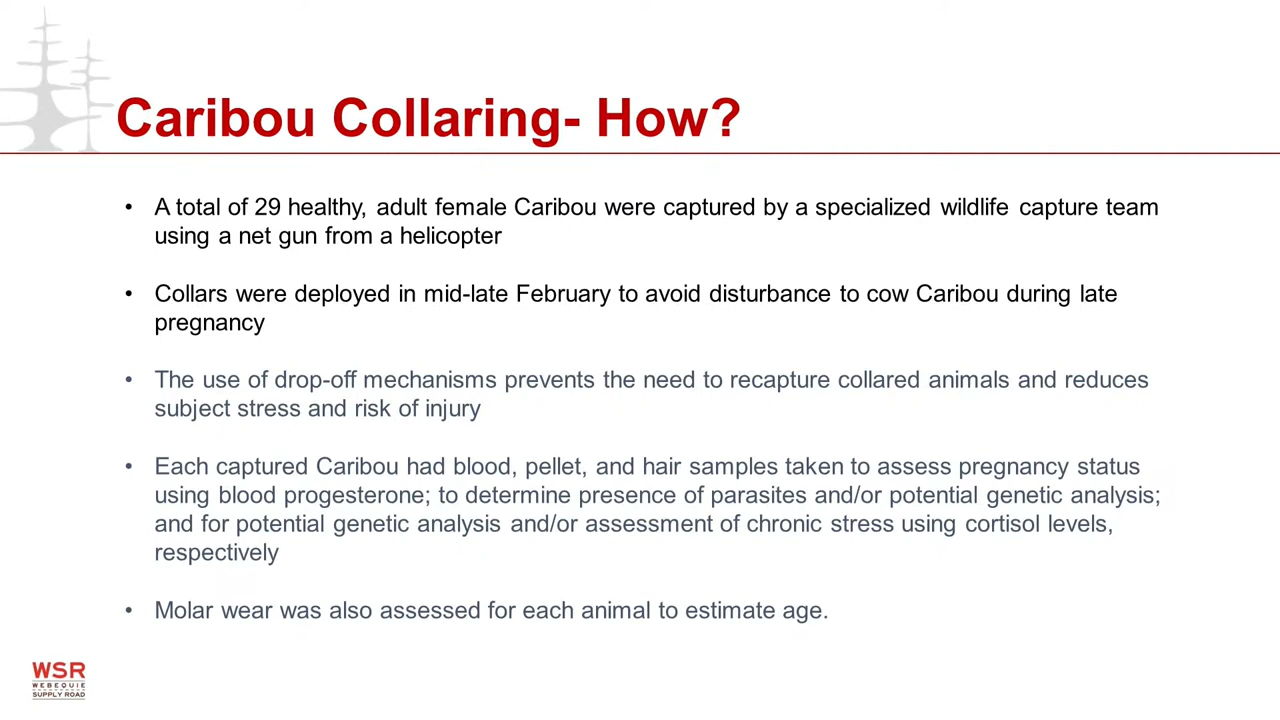 Caribou Collaring- How?
• A total of 29 healthy, adult female Caribou were captured by a specialized wildlife capture team
using a net gun from a helicopter
• Collars were deployed in mid-late February to avoid disturbance to cow Caribou during late
pregnancy
• The use of drop-off mechanisms prevents the need to recapture collared animals and reduces
subject stress and risk of injury
• Each captured Caribou had blood, pellet, and hair samples taken to assess pregnancy status
using blood progesterone; to determine presence of parasites and/or potential genetic analysis;
and for potential genetic analysis and/or assessment of chronic stress using cortisol levels,
respectively
• Molar wear was also assessed for each animal to estimate age.
WSR
WEBEQUIE
SUPPLY ROAD